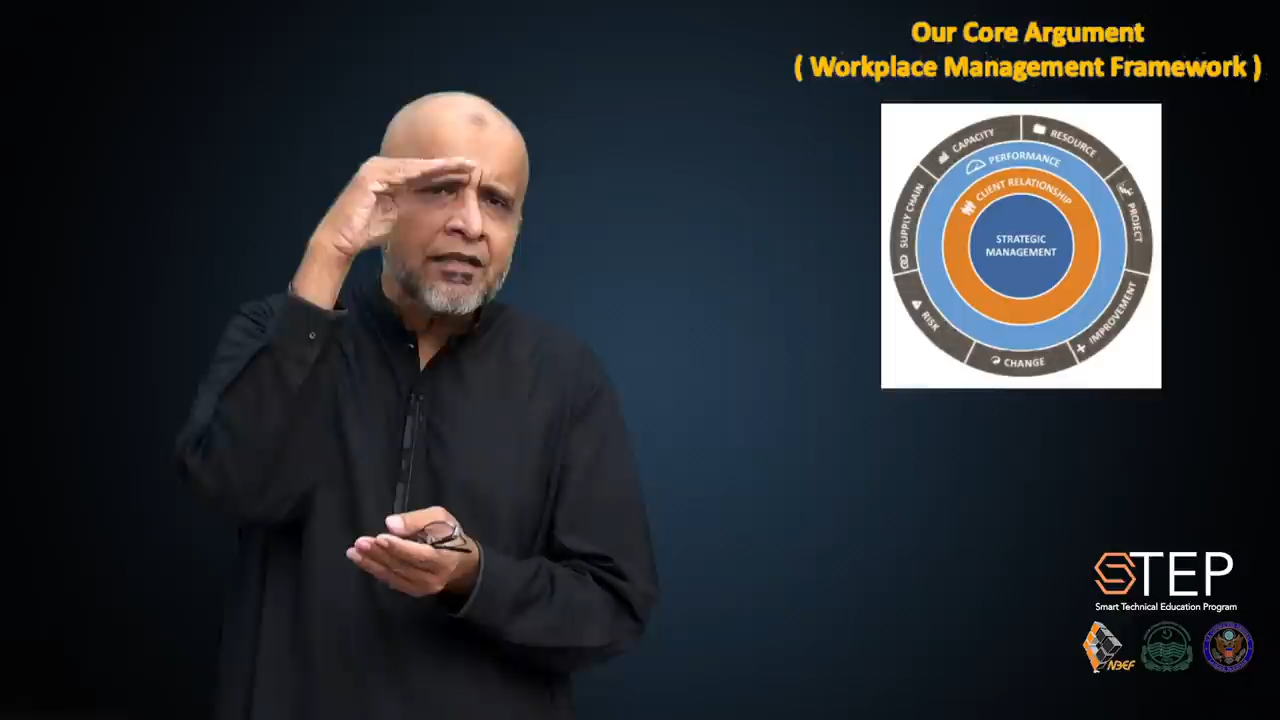 Our Core Argument
( Workplace Management Framework )
CAPACITY
RESOURCE
PERFORMANCE
CLIENT RELATIONSHIP
SUPPLY CHAIN
PROJECT
STRATEGIC
MANAGEMENT
RISK
IMPROVEMENT
CHANGE
STEP
Smart Technical Education Program
NBEF